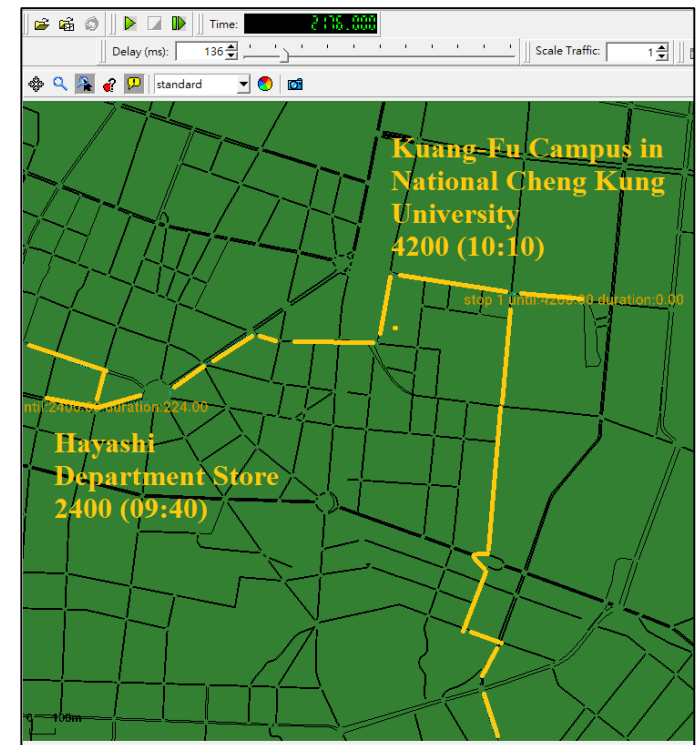 Time: 2176.000
Delay (ms): 136 Scale Traffic: 1
standard
Kuang-Fu Campus in
National Cheng Kung
University
4200 (10:10)
stop 1 until:4200.00 duration:0.00
ntil:2400.00 duration:224.00
Hayashi
Department Store
2400 (09:40)
0 100m